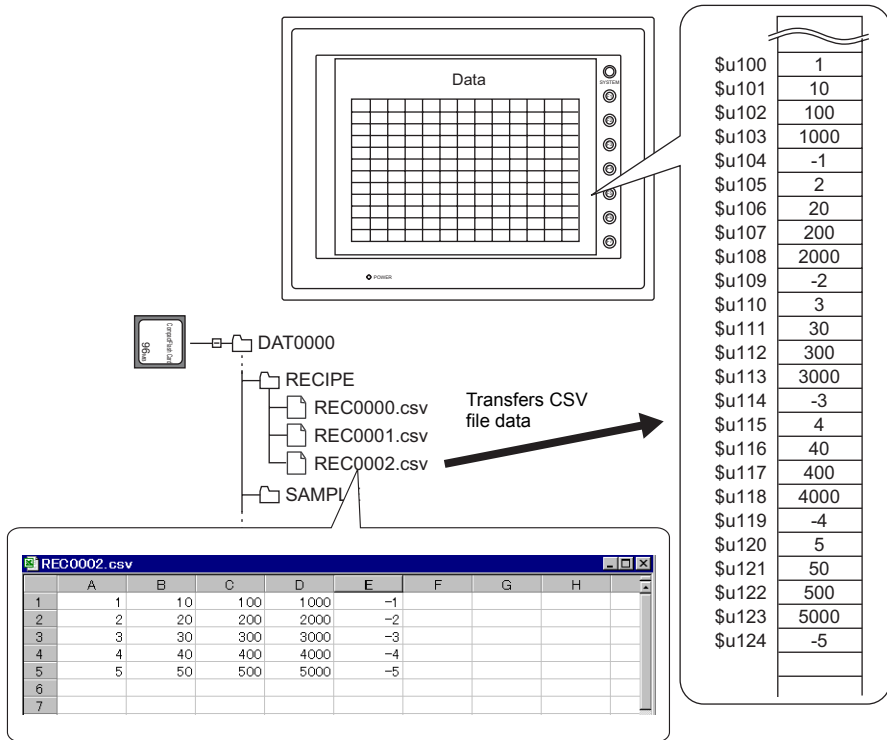 Data
SYSTEM
POWER
CompactFlash Card
96MB
DAT0000
RECIPE
REC0000.csv
REC0001.csv
REC0002.csv
SAMPL
Transfers CSV
file data
REC0002.csv
A B C D E F G H
1 1 10 100 1000 -1
2 2 20 200 2000 -2
3 3 30 300 3000 -3
4 4 40 400 4000 -4
5 5 50 500 5000 -5
6
7
$u100 1
$u101 10
$u102 100
$u103 1000
$u104 -1
$u105 2
$u106 20
$u107 200
$u108 2000
$u109 -2
$u110 3
$u111 30
$u112 300
$u113 3000
$u114 -3
$u115 4
$u116 40
$u117 400
$u118 4000
$u119 -4
$u120 5
$u121 50
$u122 500
$u123 5000
$u124 -5